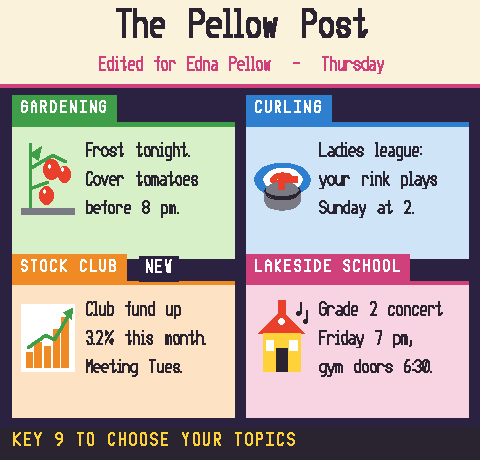 The Pellow Post
Edited for Edna Pellow - Thursday
GARDENING
Frost tonight.
Cover tomatoes
before 8 pm.
CURLING
Ladies league:
your rink plays
Sunday at 2.
STOCK CLUB NEW
Club fund up
3.2% this month.
Meeting Tues.
LAKESIDE SCHOOL
Grade 2 concert
Friday 7 pm,
gym doors 6:30.
KEY 9 TO CHOOSE YOUR TOPICS